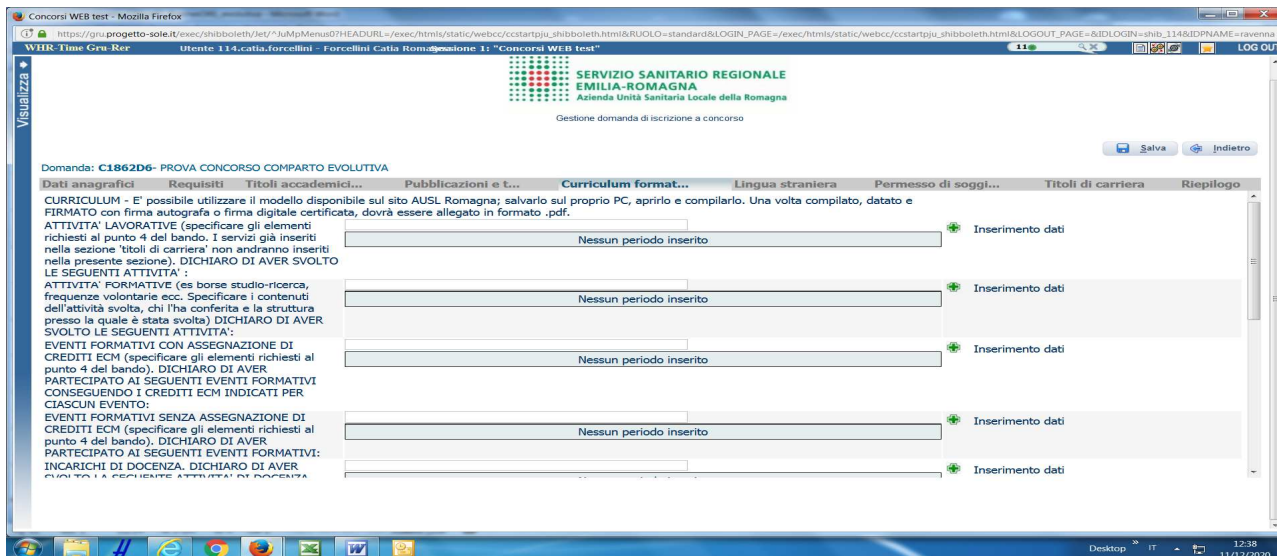 Concorsi WEB test - Mozilla Firefox
https://gru.progetto-sole.it/exec/shibboleth/Jet/^JuMpMenus0?HEADURL=/exec/htmls/static/webcc/ccstartpju_shibboleth.html&RUOLO=standard&LOGIN_PAGE=/exec/htmls/static/webcc/ccstartpju_shibboleth.html&LOGOUT_PAGE=&IDLOGIN=shib_114&IDPNAME=ravenna
WHR-Time Gru-Rer Utente 114.catia.forcellini - Forcellini Catia Sessione 1: "Concorsi WEB test" 11 LOG OUT
Visualizza
SERVIZIO SANITARIO REGIONALE
EMILIA-ROMAGNA
Azienda Unità Sanitaria Locale della Romagna
Gestione domanda di iscrizione a concorso
Salva Indietro
Domanda: C1862D6- PROVA CONCORSO COMPARTO EVOLUTIVA
Dati anagrafici Requisiti Titoli accademici... Pubblicazioni e t... Curriculum format... Lingua straniera Permesso di soggi... Titoli di carriera Riepilogo
CURRICULUM - E' possibile utilizzare il modello disponibile sul sito AUSL Romagna; salvarlo sul proprio PC, aprirlo e compilarlo. Una volta compilato, datato e
FIRMATO con firma autografa o firma digitale certificata, dovrà essere allegato in formato .pdf.
ATTIVITA' LAVORATIVE (specificare gli elementi
richiesti al punto 4 del bando. I servizi già inseriti
nella sezione 'titoli di carriera' non andranno inseriti
nella presente sezione). DICHIARO DI AVER SVOLTO
LE SEGUENTI ATTIVITA' :
Nessun periodo inserito
Inserimento dati
ATTIVITA' FORMATIVE (es borse studio-ricerca,
frequenze volontarie ecc. Specificare i contenuti
dell'attività svolta, chi l'ha conferita e la struttura
presso la quale è stata svolta) DICHIARO DI AVER
SVOLTO LE SEGUENTI ATTIVITA':
Nessun periodo inserito
Inserimento dati
EVENTI FORMATIVI CON ASSEGNAZIONE DI
CREDITI ECM (specificare gli elementi richiesti al
punto 4 del bando). DICHIARO DI AVER
PARTECIPATO AI SEGUENTI EVENTI FORMATIVI
CONSEGUENDO I CREDITI ECM INDICATI PER
CIASCUN EVENTO:
Nessun periodo inserito
Inserimento dati
EVENTI FORMATIVI SENZA ASSEGNAZIONE DI
CREDITI ECM (specificare gli elementi richiesti al
punto 4 del bando). DICHIARO DI AVER
PARTECIPATO AI SEGUENTI EVENTI FORMATIVI:
Nessun periodo inserito
Inserimento dati
INCARICHI DI DOCENZA. DICHIARO DI AVER
SVOLTO LA SEGUENTE ATTIVITA' DI DOCENZA
Inserimento dati
Desktop IT 12:38
11/12/2020